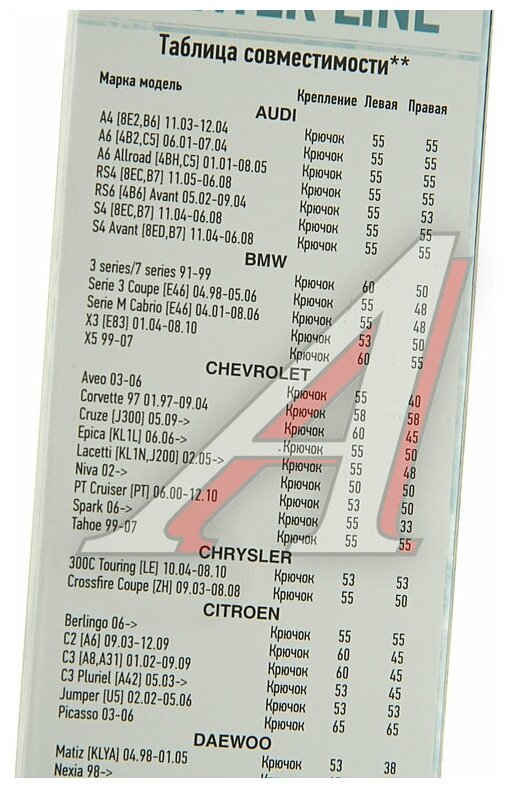 TER LINE
Таблица совместимости**
Марка модель Крепление Левая Правая
AUDI
A4 [8E2,B6] 11.03-12.04 Крючок 55 55
A6 [4B2,C5] 06.01-07.04 Крючок 55 55
A6 Allroad [4BH,C5] 01.01-08.05 Крючок 55 55
RS4 [8EC,B7] 11.05-06.08 Крючок 55 55
RS6 [4B6] Avant 05.02-09.04 Крючок 55 53
S4 [8EC,B7] 11.04-06.08 Крючок 55 55
S4 Avant [8ED,B7] 11.04-06.08 Крючок 55 55
BMW
3 series/7 series 91-99 Крючок 60 50
Serie 3 Coupe [E46] 04.98-05.06 Крючок 55 48
Serie M Cabrio [E46] 04.01-08.06 Крючок 55 48
X3 [E83] 01.04-08.10 Крючок 53 50
X5 99-07 Крючок 60 55
CHEVROLET
Aveo 03-06 Крючок 55 40
Corvette 97 01.97-09.04 Крючок 58 58
Cruze [J300] 05.09-> Крючок 60 45
Epica [KL1L] 06.06-> Крючок 55 50
Lacetti [KL1N,J200] 02.05-> Крючок 55 48
Niva 02-> Крючок 50 50
PT Cruiser [PT] 06.00-12.10 Крючок 53 50
Spark 06-> Крючок 55 33
Tahoe 99-07 Крючок 55 55
CHRYSLER
300C Touring [LE] 10.04-08.10 Крючок 53 53
Crossfire Coupe [ZH] 09.03-08.08 Крючок 55 50
CITROEN
Berlingo 06-> Крючок 55 55
C2 [A6] 09.03-12.09 Крючок 60 45
C3 [A8,A31] 01.02-09.09 Крючок 60 45
C3 Pluriel [A42] 05.03-> Крючок 53 45
Jumper [U5] 02.02-05.06 Крючок 53 50
Picasso 03-06 Крючок 65 65
DAEWOO
Matiz [KLYA] 04.98-01.05 Крючок 53 38
Nexia 98->